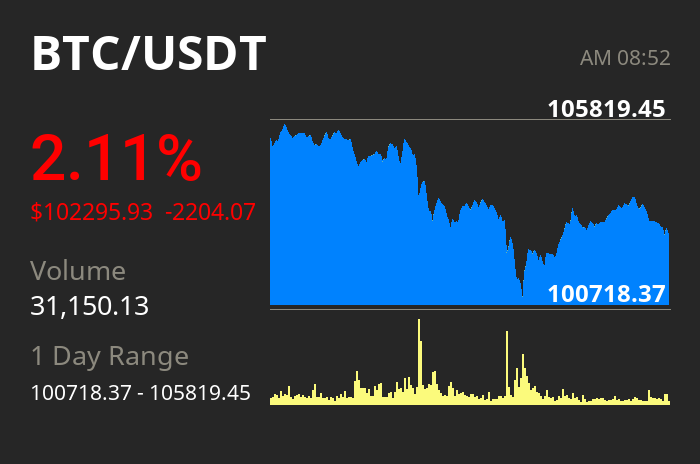 BTC/USDT
AM 08:52
105819.45
2.11%
$102295.93 -2204.07
Volume
31,150.13
100718.37
1 Day Range
100718.37 - 105819.45